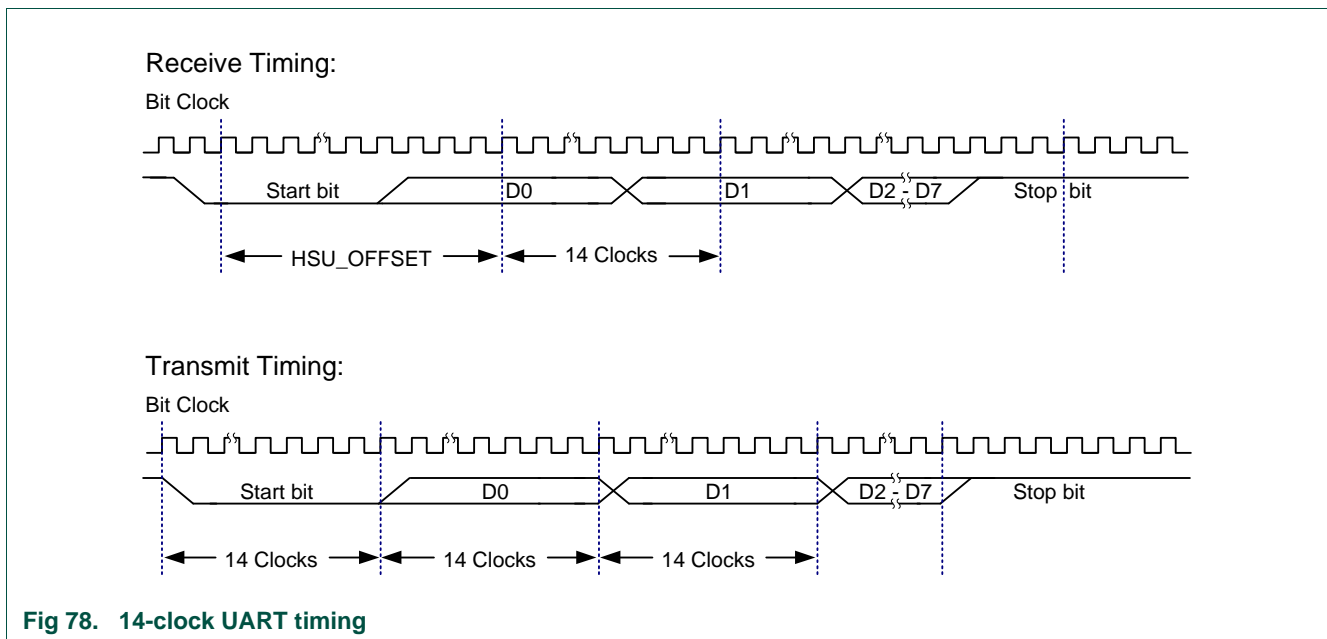 Receive Timing:
Bit Clock
Start bit D0 D1 D2 - D7 Stop bit
HSU_OFFSET 14 Clocks
Transmit Timing:
Bit Clock
Start bit D0 D1 D2 - D7 Stop bit
14 Clocks 14 Clocks 14 Clocks
Fig 78. 14-clock UART timing